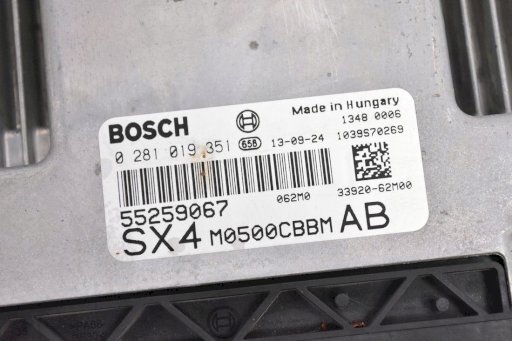 Made in Hungary
BOSCH
1348 0006
0 281 019 351 658 13-09-24 1039S70269
062M0
33920-62M00
55259067
SX4 M0500CBBM AB